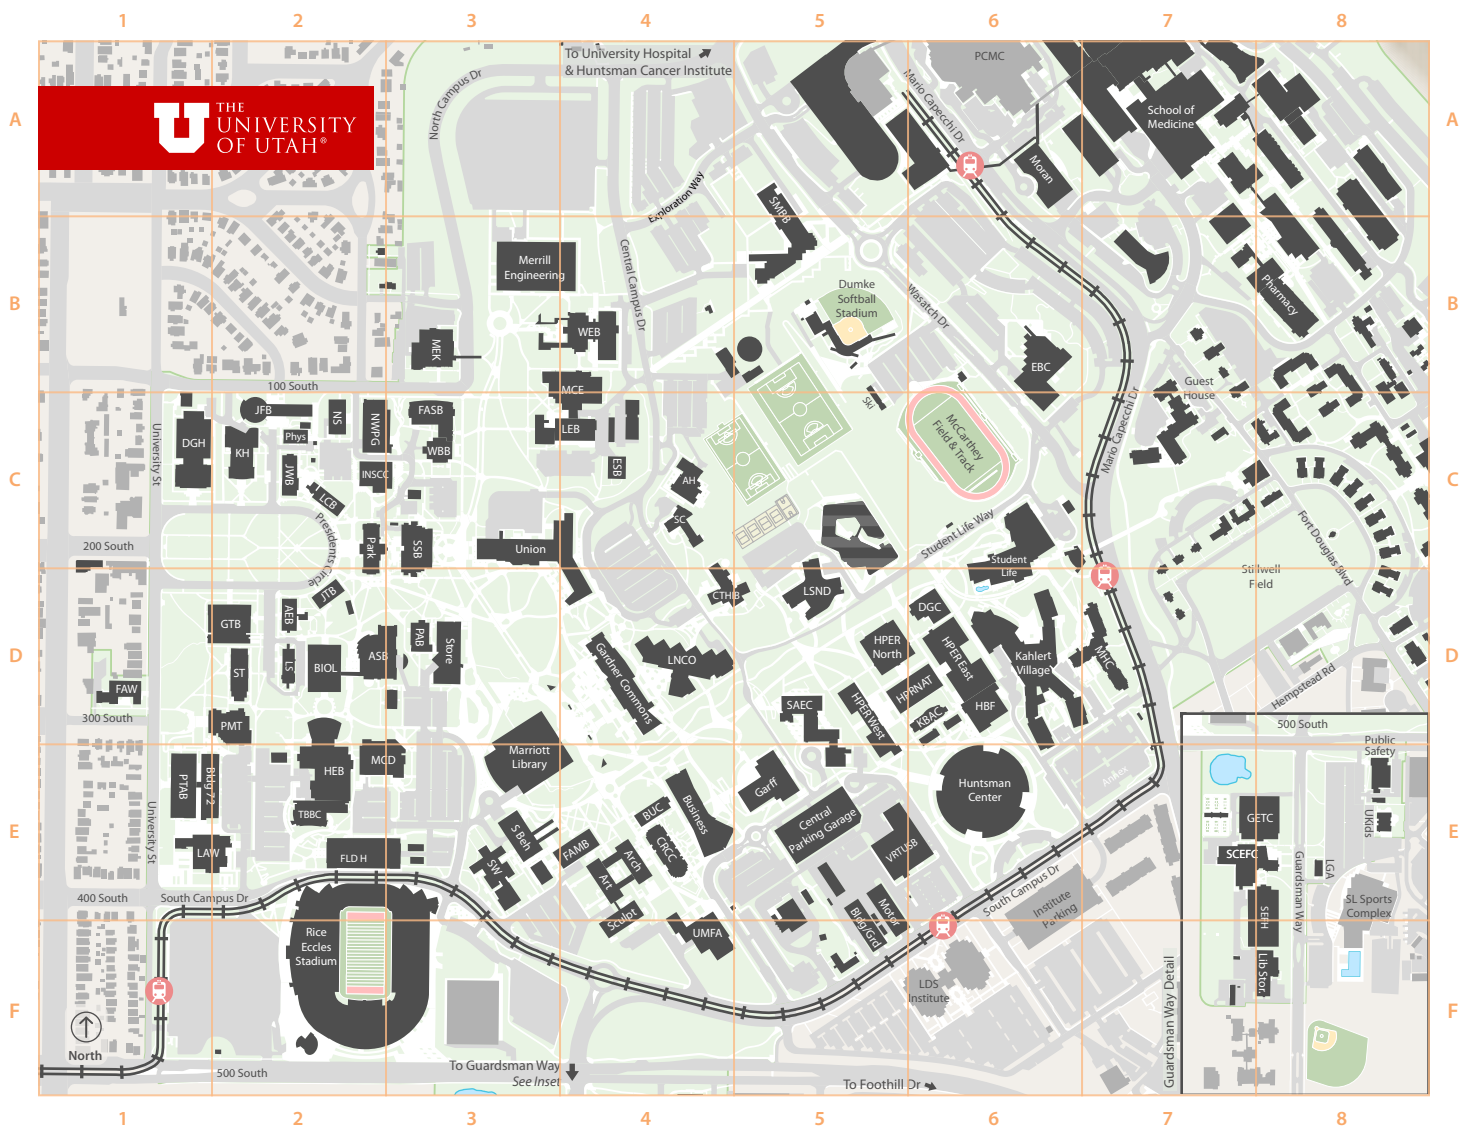 1 2 3 4 5 6 7 8
To University Hospital
& Huntsman Cancer Institute
PCMC
North Campus Dr
Mario Capecchi Dr
A
THE
UNIVERSITY
OF UTAH®
School of
Medicine
A
Moran
Exploration Way
SMBB
Central Campus Dr
Merrill
Engineering
Dumke
Softball
Stadium
Wasatch Dr
Pharmacy
B
B
WEB
MEK
EBC
100 South
MCE
Guest
House
Ski
JFB
NS
NWPG
FASB
LEB
McCarthey
Field & Track
Mario Capecchi Dr
University St
DGH
Phys
KH
WBB
JWB
INSCC
ESB
AH
C
C
LCB
SC
Presidents Circle
Student Life Way
Fort Douglas Blvd
200 South
Park
SSB
Union
Student
Life
Stilwell
Field
JTB
CTHB
LSND
AEB
DGC
GTB
PAB
Store
HPER
North
HPER East
D
ST
LS
BIOL
ASB
Gardner Commons
LNCO
Kahlert
Village
MHC
D
FAW
HPRNAT
Hempstead Rd
300 South
PMT
SAEC
HPER West
KBAC
HBF
500 South
Marriott
Library
MCD
Public
Safety
PTAB
Bldg 72
HEB
Garff
Huntsman
Center
Annex
TBBC
BUC
Business
Central
Parking Garage
GETC
UKids
E
E
University St
S Beh
FAMB
CRCC
VRTUSB
LAW
FLD H
SW
Arch
Art
SCEFC
LGA
Guardsman Way
400 South
South Campus Dr
South Campus Dr
Institute
Parking
SL Sports
Complex
Motor
Bldg/Grd
Sculpt
UMFA
SEFH
Rice
Eccles
Stadium
Lib Stor.
LDS
Institute
F
F
Guardsman Way Detail
North
To Guardsman Way
See Inset
500 South
To Foothill Dr
1 2 3 4 5 6 7 8